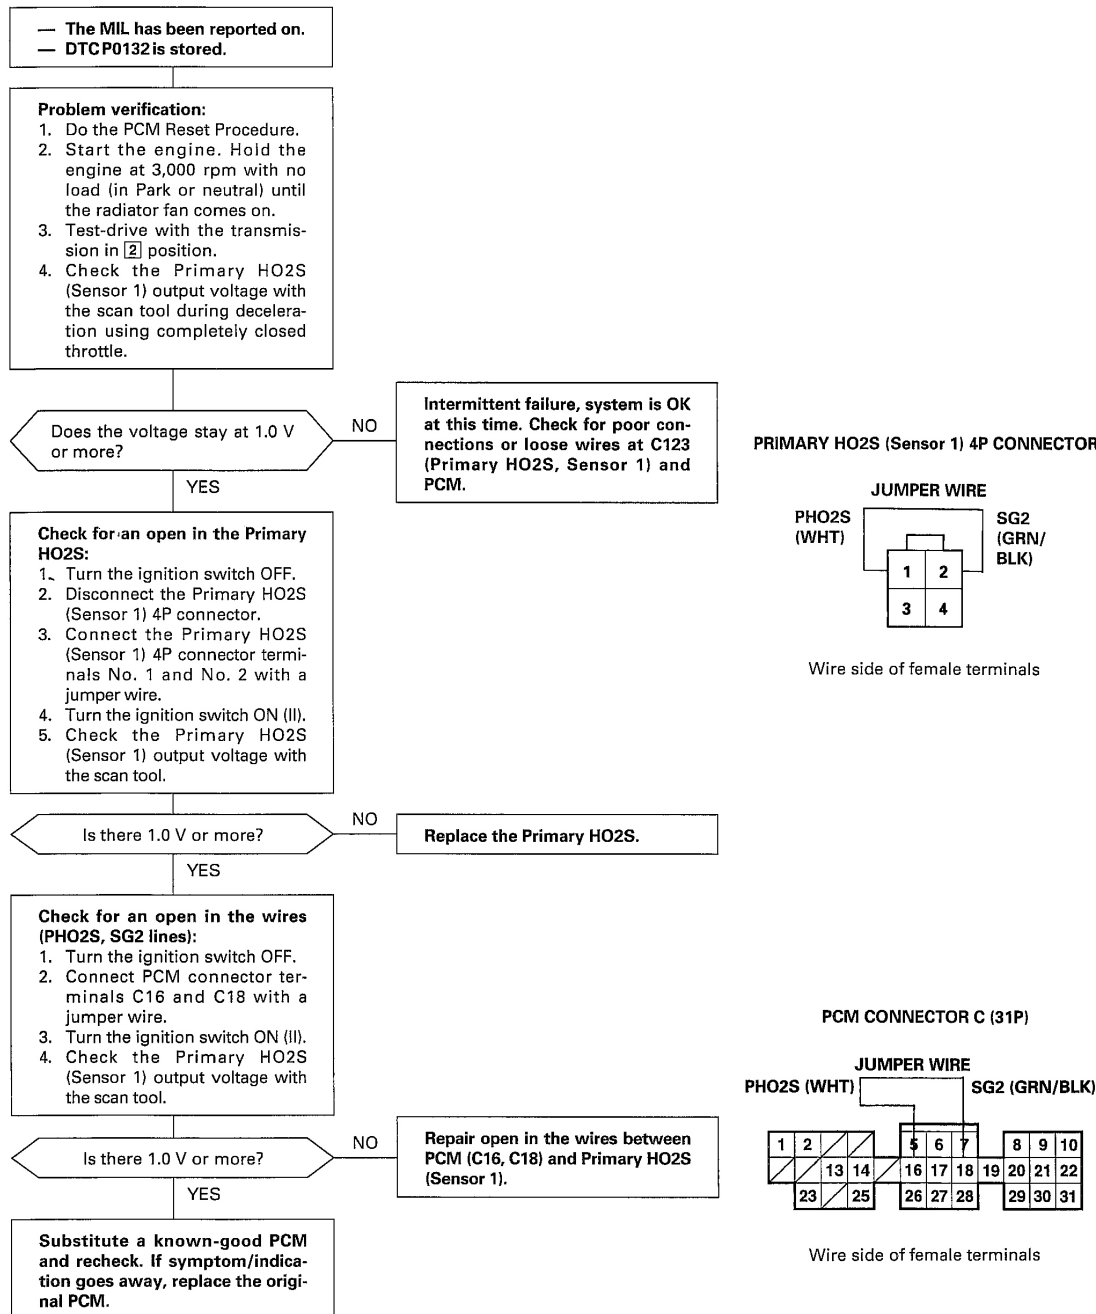 — The MIL has been reported on.
— DTC P0132 is stored.
Problem verification:
1. Do the PCM Reset Procedure.
2. Start the engine. Hold the
engine at 3,000 rpm with no
load (in Park or neutral) until
the radiator fan comes on.
3. Test-drive with the transmis-
sion in 2 position.
4. Check the Primary HO2S
(Sensor 1) output voltage with
the scan tool during decelera-
tion using completely closed
throttle.
Does the voltage stay at 1.0 V
or more?
NO
Intermittent failure, system is OK
at this time. Check for poor con-
nections or loose wires at C123
(Primary HO2S, Sensor 1) and
PCM.
YES
PRIMARY HO2S (Sensor 1) 4P CONNECTOR
JUMPER WIRE
PHO2S
(WHT)
SG2
(GRN/
BLK)
1 2
3 4
Wire side of female terminals
Check for an open in the Primary
HO2S:
1. Turn the ignition switch OFF.
2. Disconnect the Primary HO2S
(Sensor 1) 4P connector.
3. Connect the Primary HO2S
(Sensor 1) 4P connector termi-
nals No. 1 and No. 2 with a
jumper wire.
4. Turn the ignition switch ON (II).
5. Check the Primary HO2S
(Sensor 1) output voltage with
the scan tool.
Is there 1.0 V or more?
NO
Replace the Primary HO2S.
YES
Check for an open in the wires
(PHO2S, SG2 lines):
1. Turn the ignition switch OFF.
2. Connect PCM connector ter-
minals C16 and C18 with a
jumper wire.
3. Turn the ignition switch ON (II).
4. Check the Primary HO2S
(Sensor 1) output voltage with
the scan tool.
PCM CONNECTOR C (31P)
JUMPER WIRE
PHO2S (WHT)
SG2 (GRN/BLK)
1 2 5 6 7 8 9 10
13 14 16 17 18 19 20 21 22
23 25 26 27 28 29 30 31
Wire side of female terminals
Is there 1.0 V or more?
NO
Repair open in the wires between
PCM (C16, C18) and Primary HO2S
(Sensor 1).
YES
Substitute a known-good PCM
and recheck. If symptom/indica-
tion goes away, replace the origi-
nal PCM.